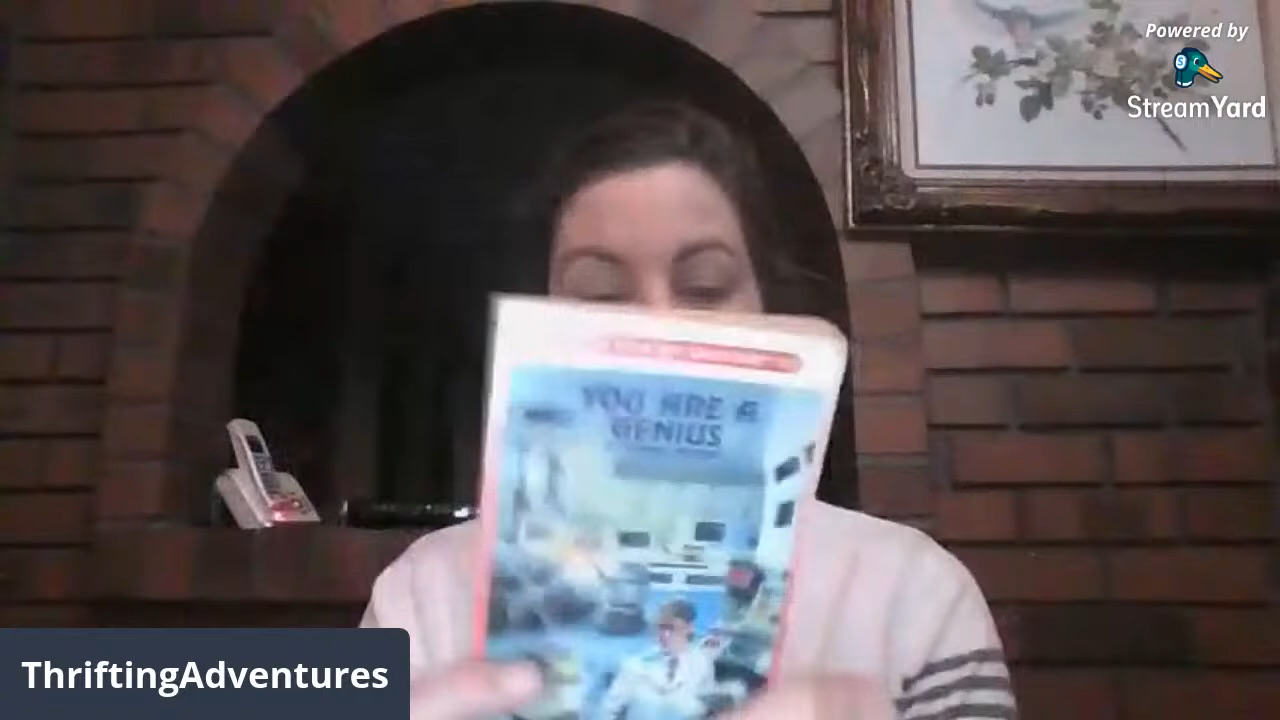 Powered by
StreamYard
YOU ARE A
GENIUS
ThriftingAdventures